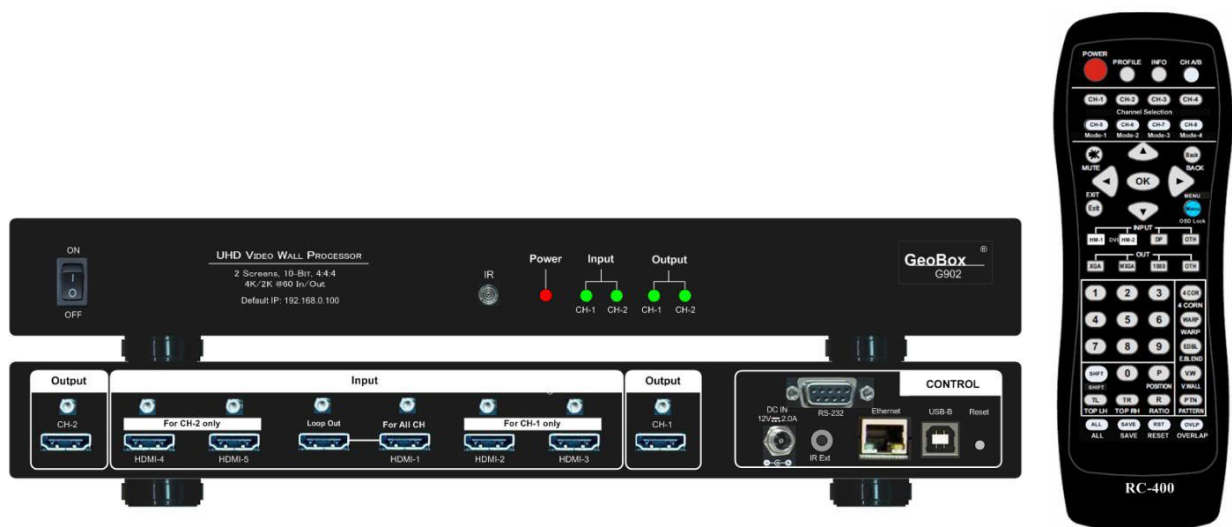 ON
OFF
UHD VIDEO WALL PROCESSOR
2 SCREENS, 10-BIT, 4:4:4
4K/2K @60 IN/OUT
Default IP: 192.168.0.100
IR
Power
Input
Output
CH-1 CH-2 CH-1 CH-2
GeoBox ®
G902
Output
Input
Output
CH-2
For CH-2 only
Loop Out
For All CH
For CH-1 only
CH-1
HDMI-4 HDMI-5 HDMI-1 HDMI-2 HDMI-3
CONTROL
DC IN
12V 2.0A
RS-232
Ethernet
USB-B
Reset
IR Ext
POWER
PROFILE INFO CH A/B
CH-1 CH-2 CH-3 CH-4
Channel Selection
CH-5 CH-6 CH-7 CH-8
Mode-1 Mode-2 Mode-3 Mode-4
Back
MUTE BACK
OK
EXIT MENU
Exit Menu
OSD Lock
INPUT
HM-1 DVI HM-2 DP OTH
OUT
XGA WXGA 1080 OTH
1 2 3 4 COR
4 CORN
4 5 6 WARP
WARP
7 8 9 EDBL
E.BLEND
SHIFT 0 P V.W
SHIFT POSITION V.WALL
TL TR R PTN
TOP LH TOP RH RATIO PATTERN
ALL SAVE RST OVLP
ALL SAVE RESET OVERLAP
RC-400